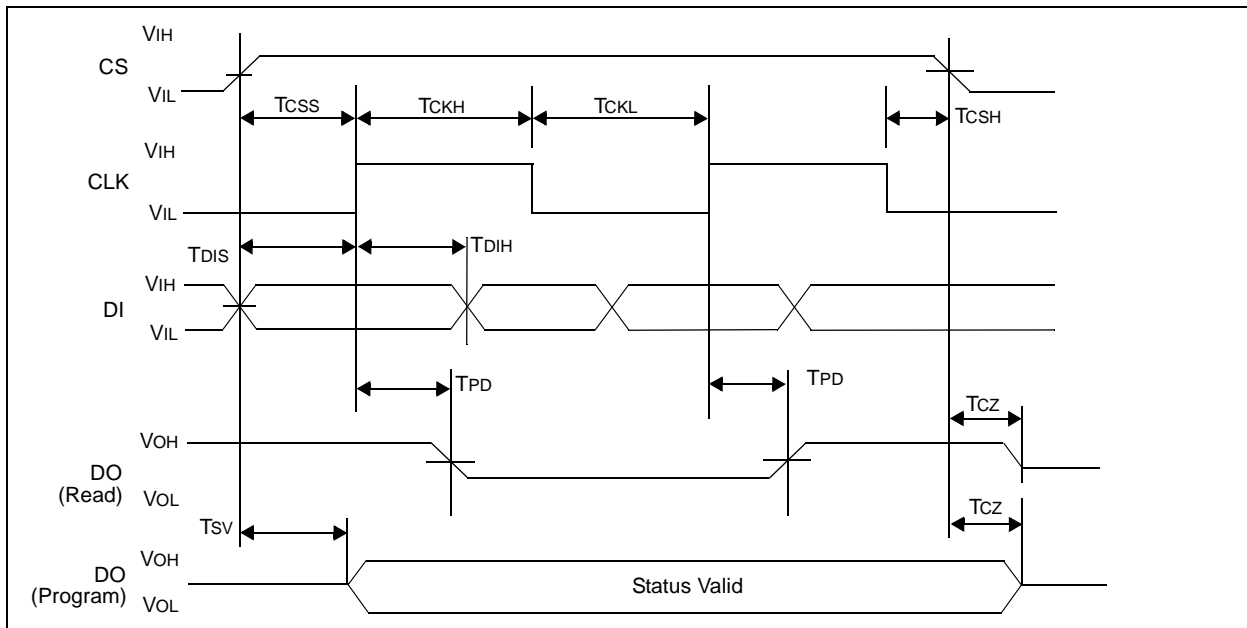 VIH
CS
VIL
TCSS
TCKH
TCKL
TCSH
VIH
CLK
VIL
TDIS
TDIH
VIH
DI
VIL
TPD
TPD
TCZ
VOH
DO
(Read)
VOL
TSV
TCZ
VOH
DO
(Program)
VOL
Status Valid